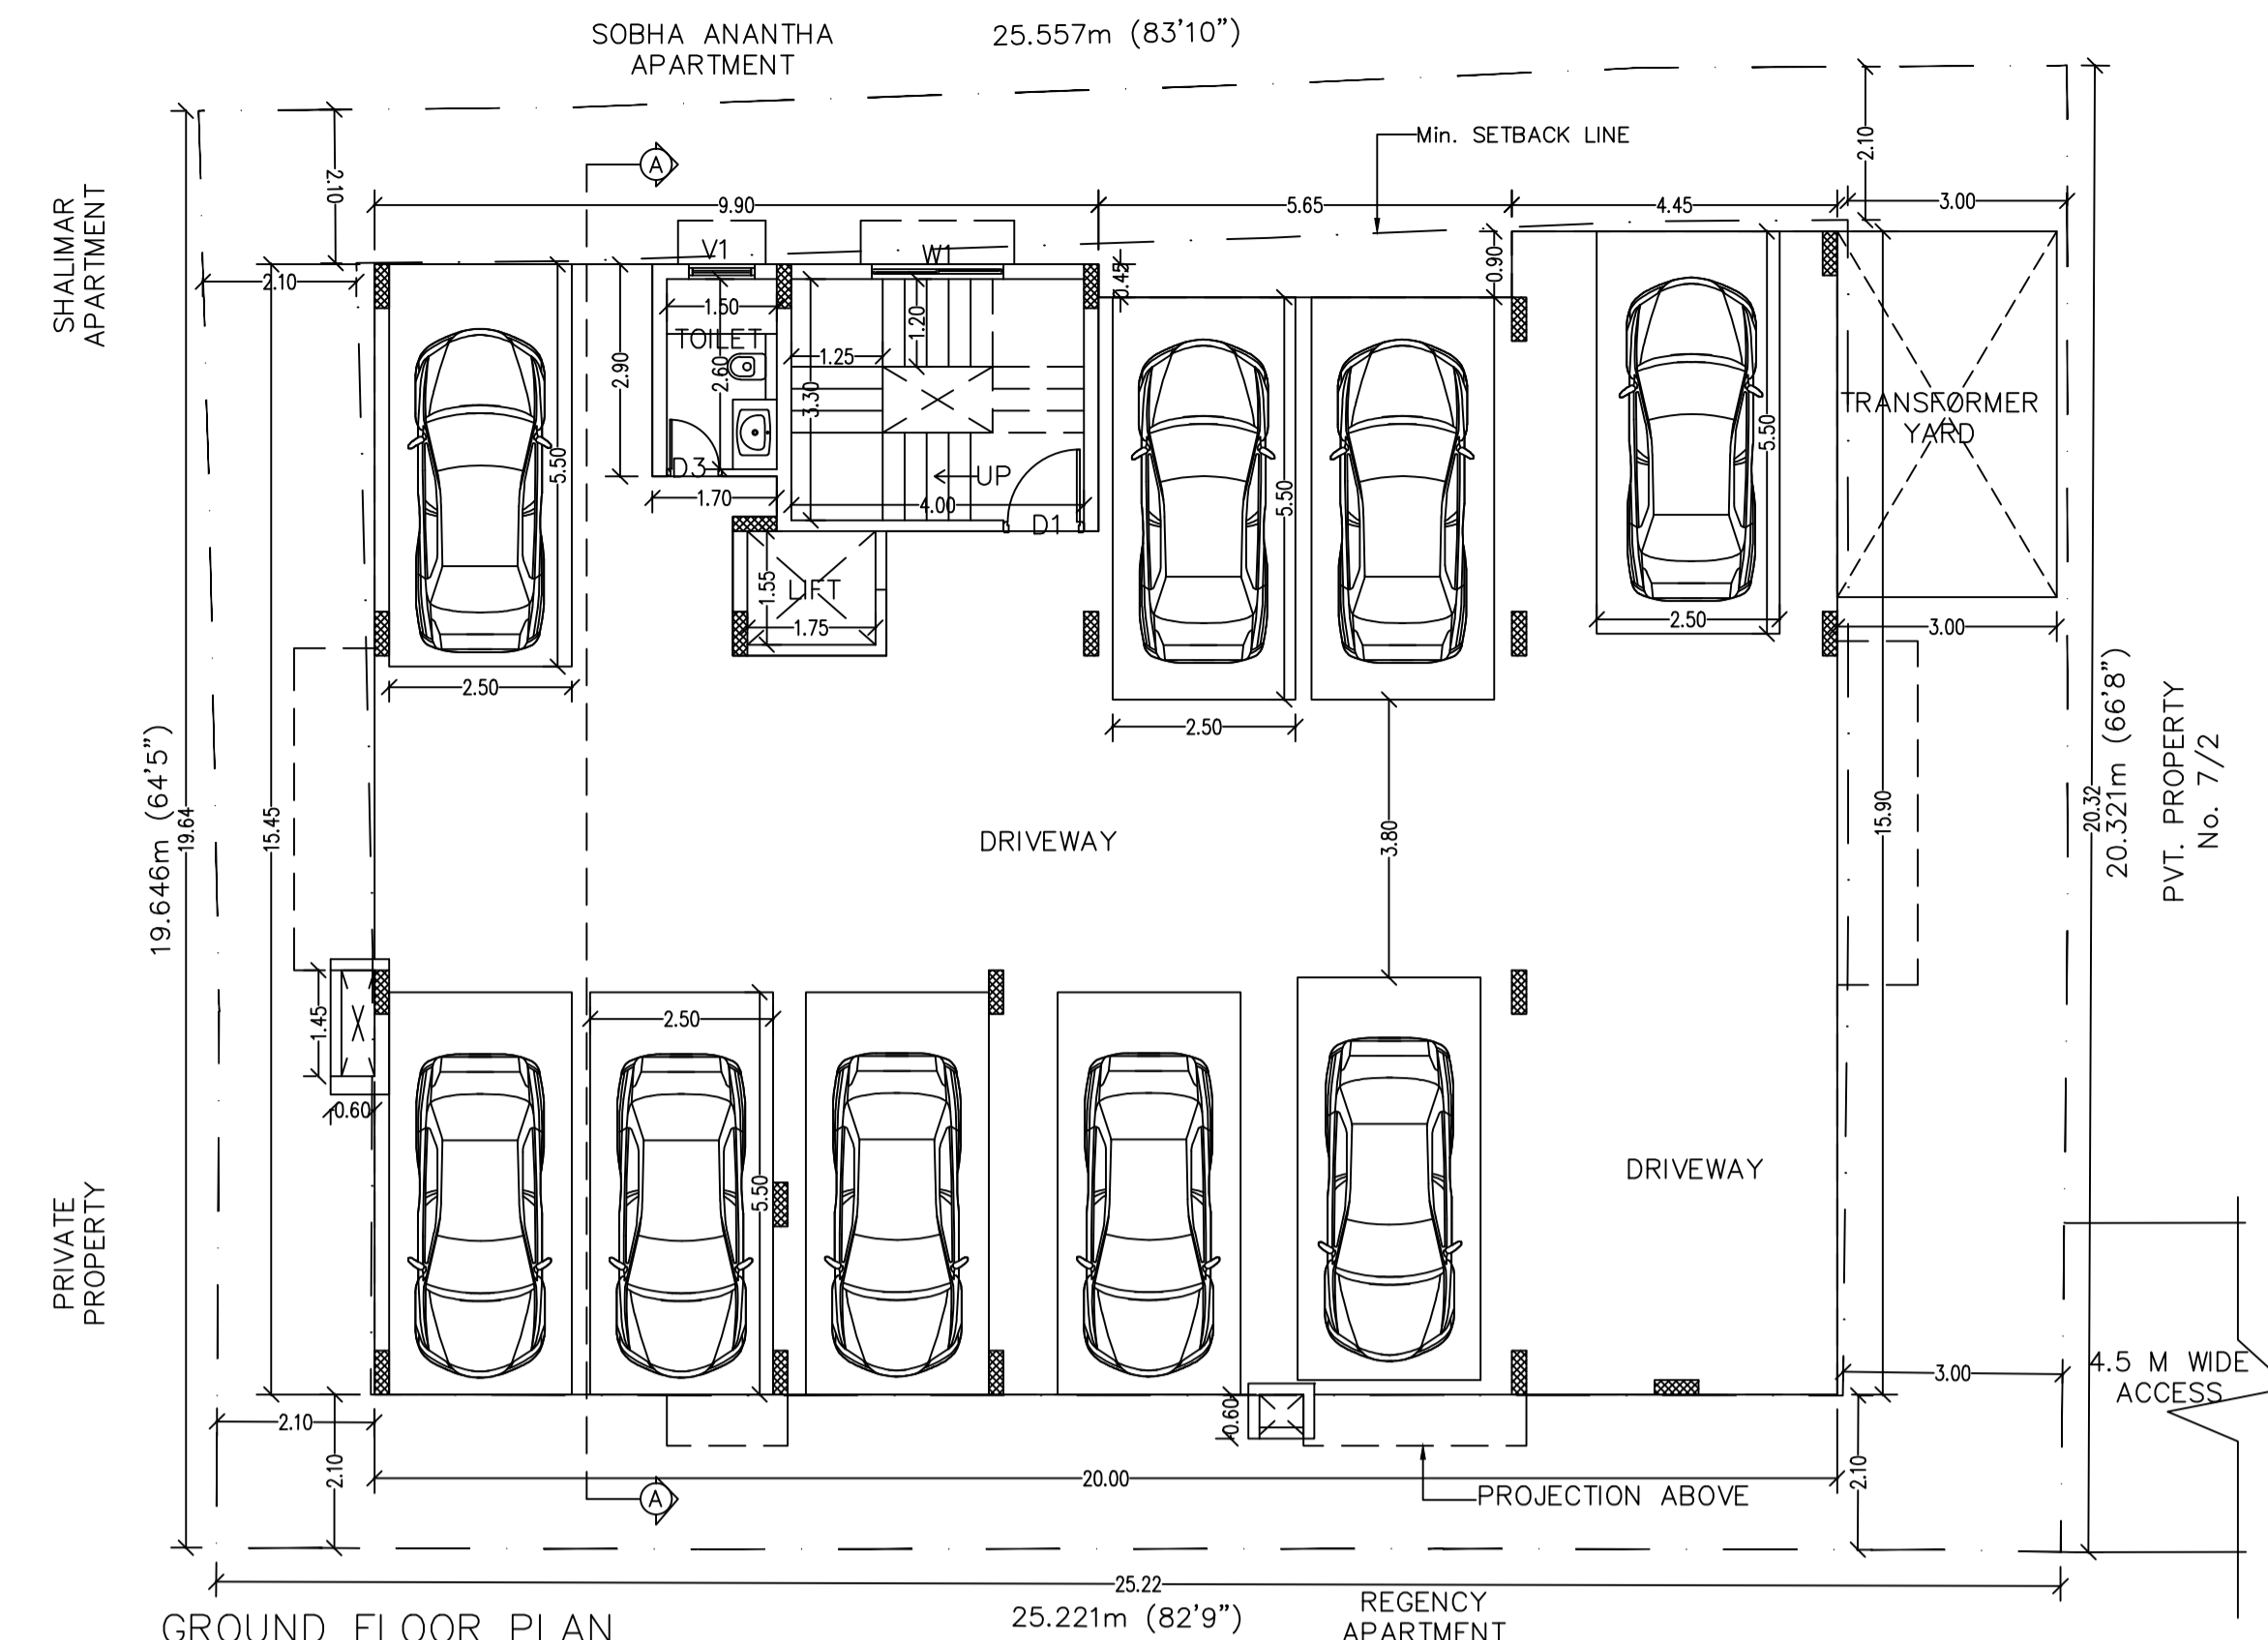 SOBHA ANANTHA
APARTMENT
25.557m (83'10")
Min. SETBACK LINE
2.10
2.10
SHALIMAR
APARTMENT
9.90
5.65
4.45
3.00
V1
W1
2.10
0.45
0.90
1.50
TOILET
1.20
1.25
2.90
2.60
3.30
5.50
D3
UP
1.70
4.00
D1
5.50
5.50
TRANSFORMER
YARD
1.55
LIFT
1.75
2.50
3.00
2.50
2.50
19.646m (64'5")
19.64
15.45
DRIVEWAY
3.80
15.90
20.32
20.321m (66'8")
PVT. PROPERTY
No. 7/2
1.45
0.60
2.50
5.50
DRIVEWAY
PRIVATE
PROPERTY
3.00
4.5 M WIDE
ACCESS
2.10
2.10
0.60
2.10
20.00
PROJECTION ABOVE
A
A
25.22
25.221m (82'9")
REGENCY
APARTMENT
GROUND FLOOR PLAN